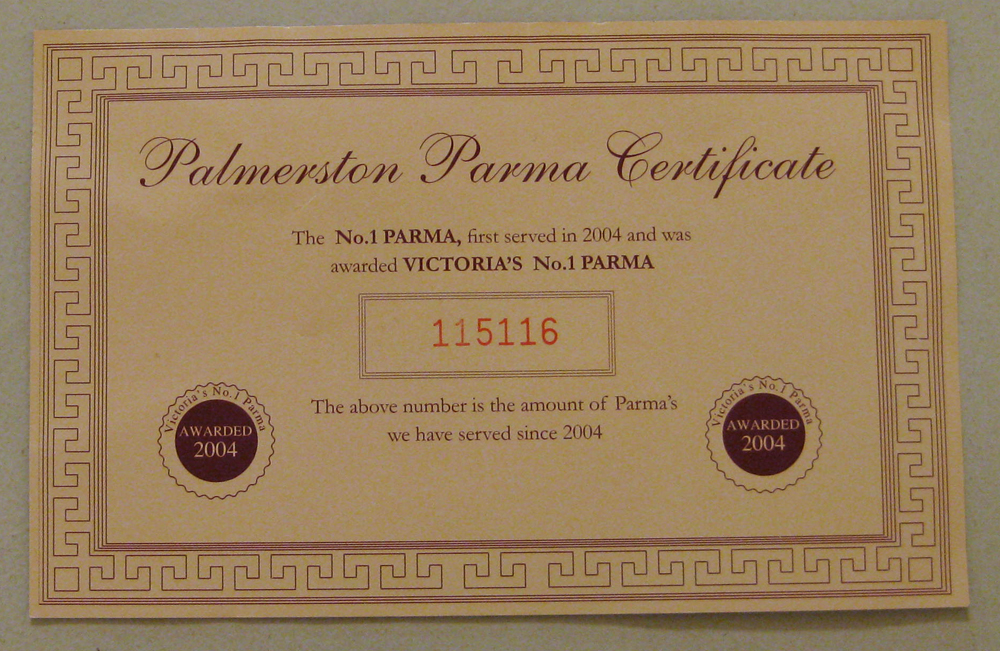 Palmerston Parma Certificate
The No.1 PARMA, first served in 2004 and was
awarded VICTORIA'S No.1 PARMA
115116
The above number is the amount of Parma's
we have served since 2004
Victoria's No.1 Parma
AWARDED
2004
Victoria's No.1 Parma
AWARDED
2004